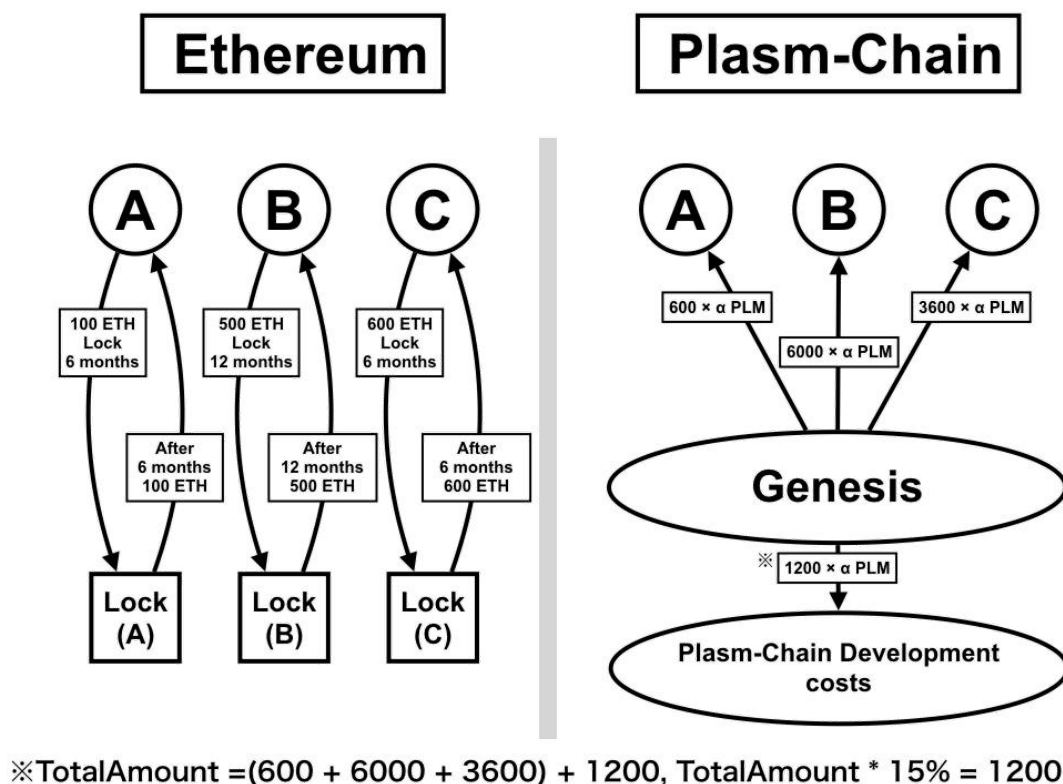 Ethereum
Plasm-Chain
A
B
C
A
B
C
100 ETH
Lock
6 months
500 ETH
Lock
12 months
600 ETH
Lock
6 months
After
6 months
100 ETH
After
12 months
500 ETH
After
6 months
600 ETH
Lock
(A)
Lock
(B)
Lock
(C)
600 × α PLM
6000 × α PLM
3600 × α PLM
Genesis
※ 1200 × α PLM
Plasm-Chain Development
costs
※TotalAmount =(600 + 6000 + 3600) + 1200, TotalAmount * 15% = 1200